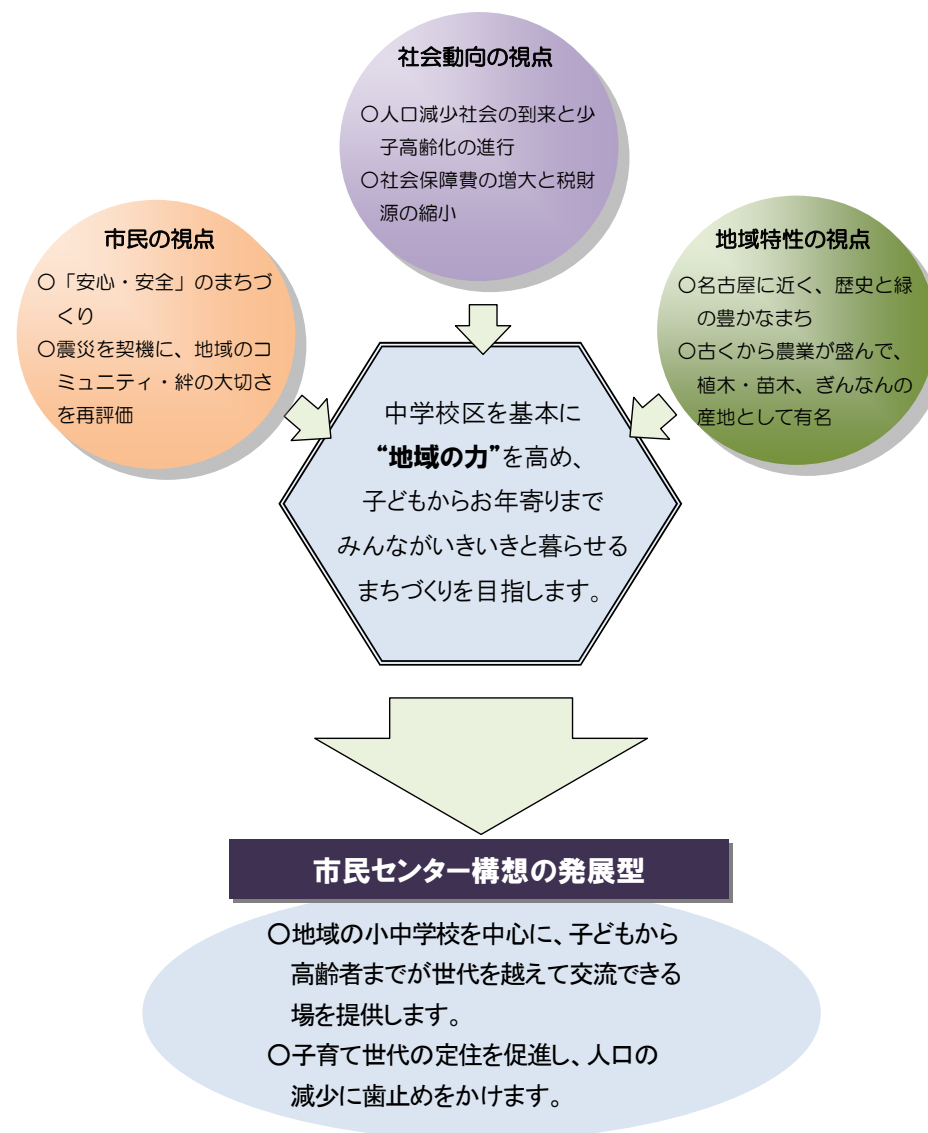 社会動向の視点
○人口減少社会の到来と少
子高齢化の進行
○社会保障費の増大と税財
源の縮小
市民の視点
○「安心・安全」のまちづ
くり
○震災を契機に、地域のコ
ミュニティ・絆の大切さ
を再評価
地域特性の視点
○名古屋に近く、歴史と緑
の豊かなまち
○古くから農業が盛んで、
植木・苗木、ぎんなんの
産地として有名
中学校区を基本に
“地域の力”を高め、
子どもからお年寄りまで
みんながいきいきと暮らせる
まちづくりを目指します。
市民センター構想の発展型
○地域の小中学校を中心に、子どもから
高齢者までが世代を越えて交流できる
場を提供します。
○子育て世代の定住を促進し、人口の
減少に歯止めをかけます。